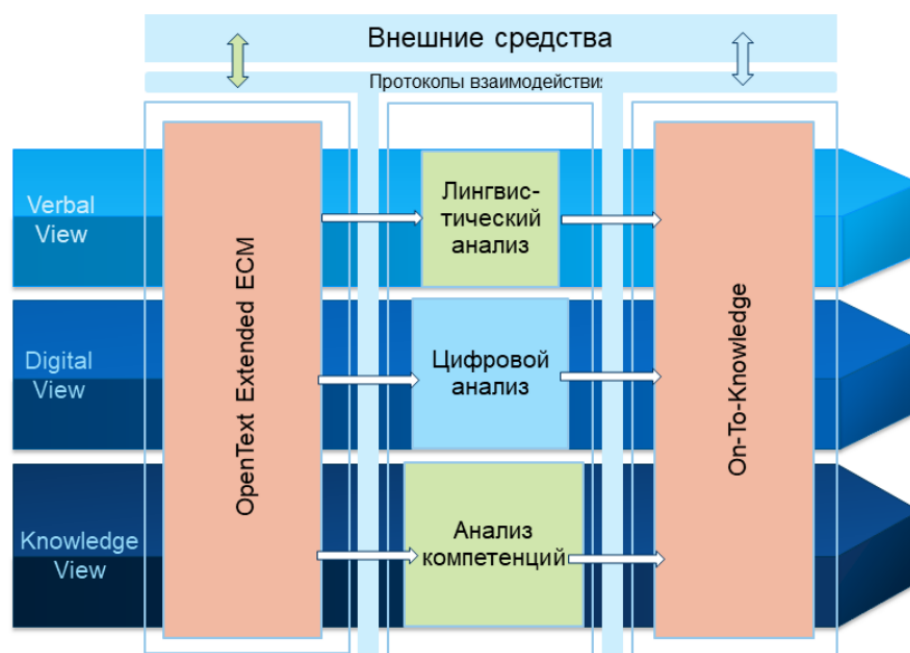 Внешние средства
Протоколы взаимодействия
Verbal
View
OpenText Extended ECM
Лингвис-
тический
анализ
On-To-Knowledge
Digital
View
Цифровой
анализ
Knowledge
View
Анализ
компетенций